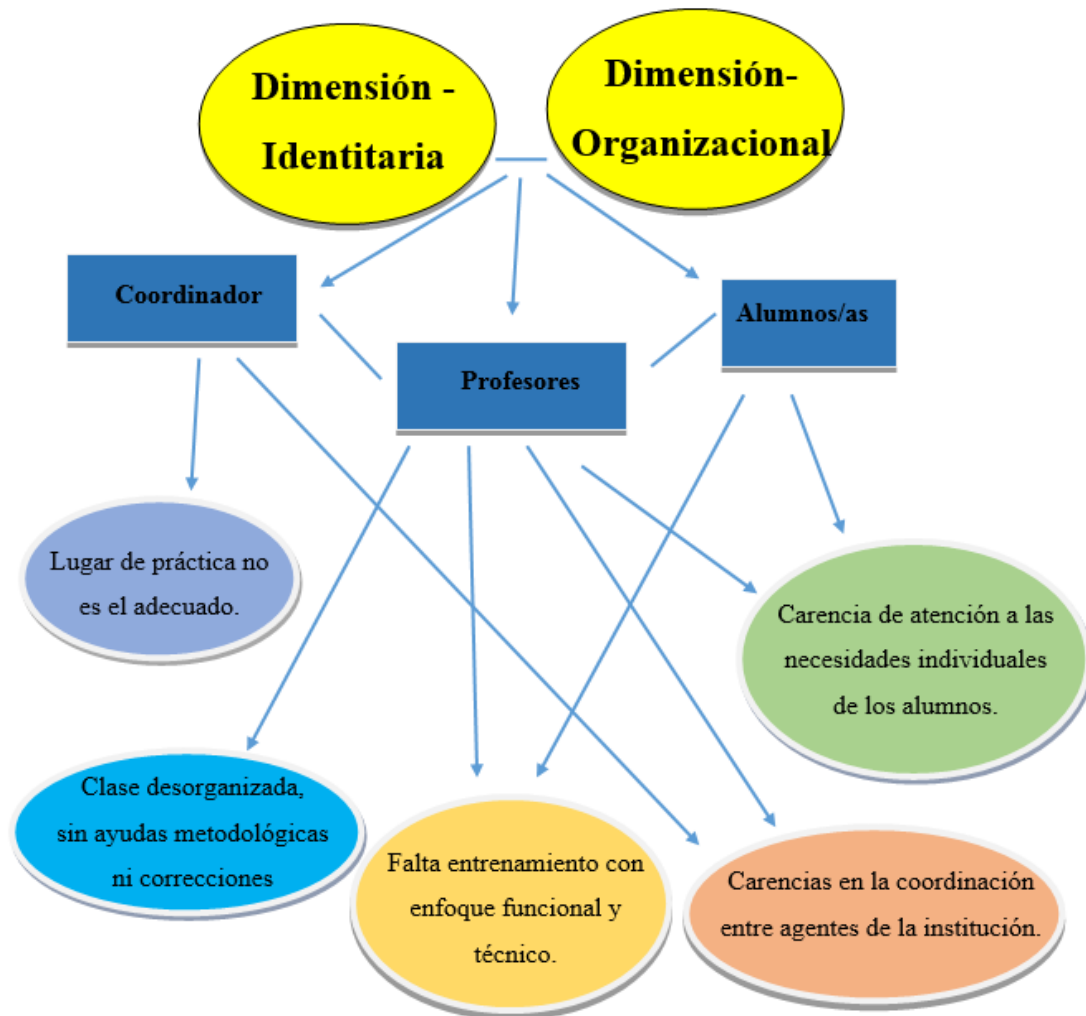 Dimensión -
Identitaria
Dimensión-
Organizacional
Coordinador
Profesores
Alumnos/as
Lugar de práctica no
es el adecuado.
Carencia de atención a las
necesidades individuales
de los alumnos.
Clase desorganizada,
sin ayudas metodológicas
ni correcciones
Falta entrenamiento con
enfoque funcional y
técnico.
Carencias en la coordinación
entre agentes de la institución.